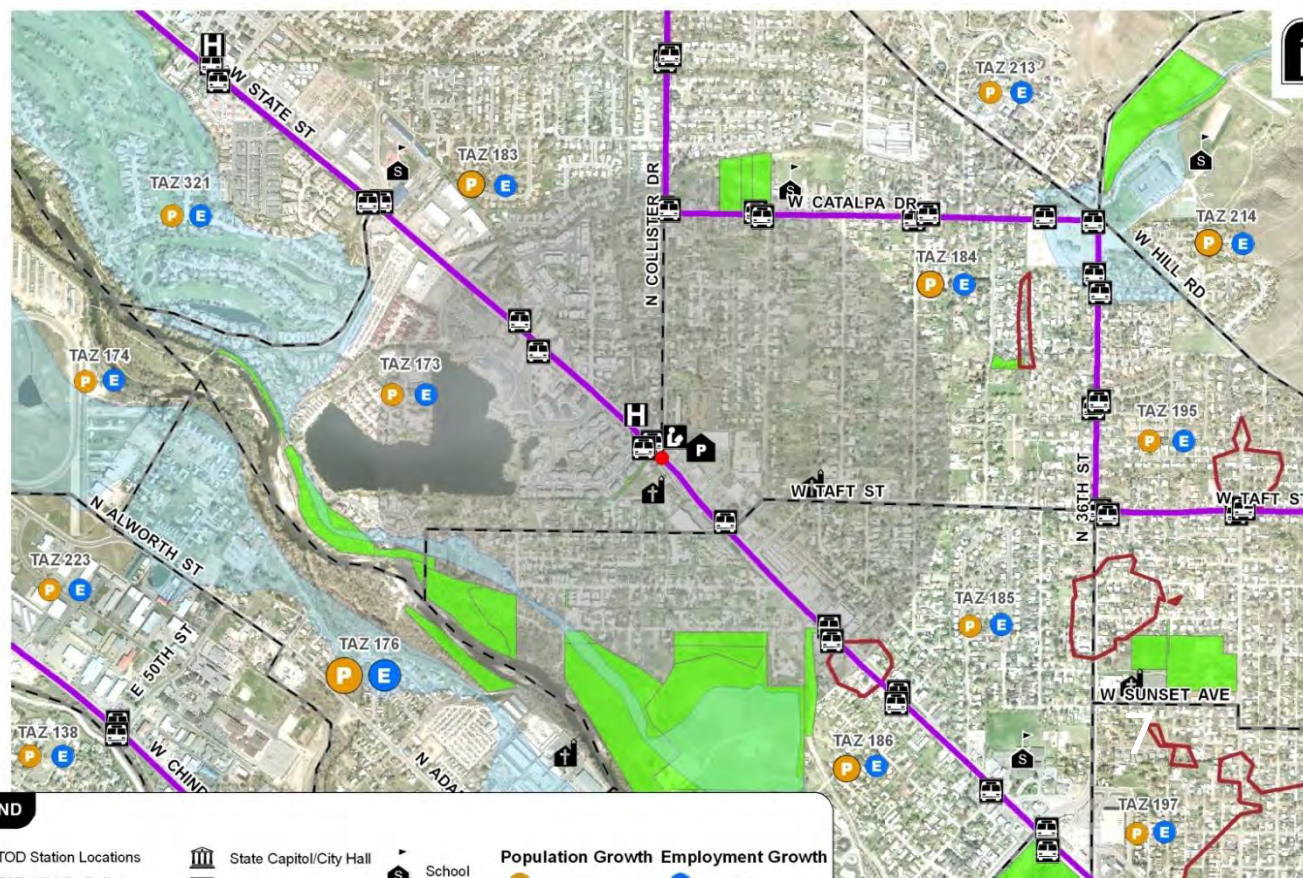 H
W STATE ST
TAZ 213
P E
TAZ 183
P E
S
S
S
TAZ 321
P E
N COLLISTER DR
W CATALPA DR
TAZ 214
P E
W HILL RD
TAZ 184
P E
TAZ 174
P E
TAZ 173
P E
H
P
TAZ 195
P E
N 36TH ST
W TAFT ST
W TAFT ST
N ALWORTH ST
TAZ 223
P E
TAZ 185
P E
E 50TH ST
TAZ 176
P E
W SUNSET AVE
7
TAZ 138
P E
W CHIND
N ADA
TAZ 186
P E
S
TAZ 197
P E
ND
TOD Station Locations
State Capitol/City Hall
S School
Population Growth Employment Growth